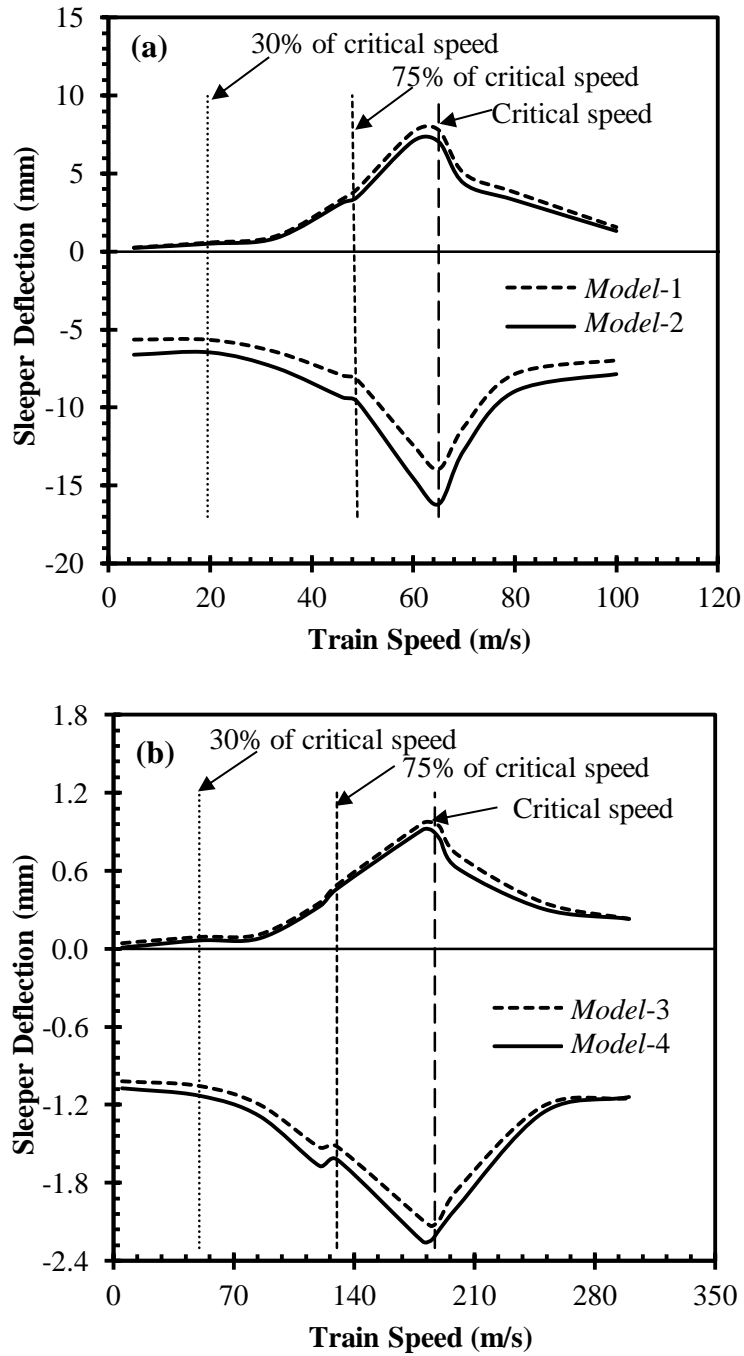 15
(a)
30% of critical speed
75% of critical speed
Critical speed
10
5
0
-5
-10
-15
-20
Sleeper Deflection (mm)
Model-1
Model-2
0 20 40 60 80 100 120
Train Speed (m/s)
1.8
(b)
30% of critical speed
75% of critical speed
Critical speed
1.2
0.6
0.0
-0.6
-1.2
-1.8
-2.4
Sleeper Deflection (mm)
Model-3
Model-4
0 70 140 210 280 350
Train Speed (m/s)